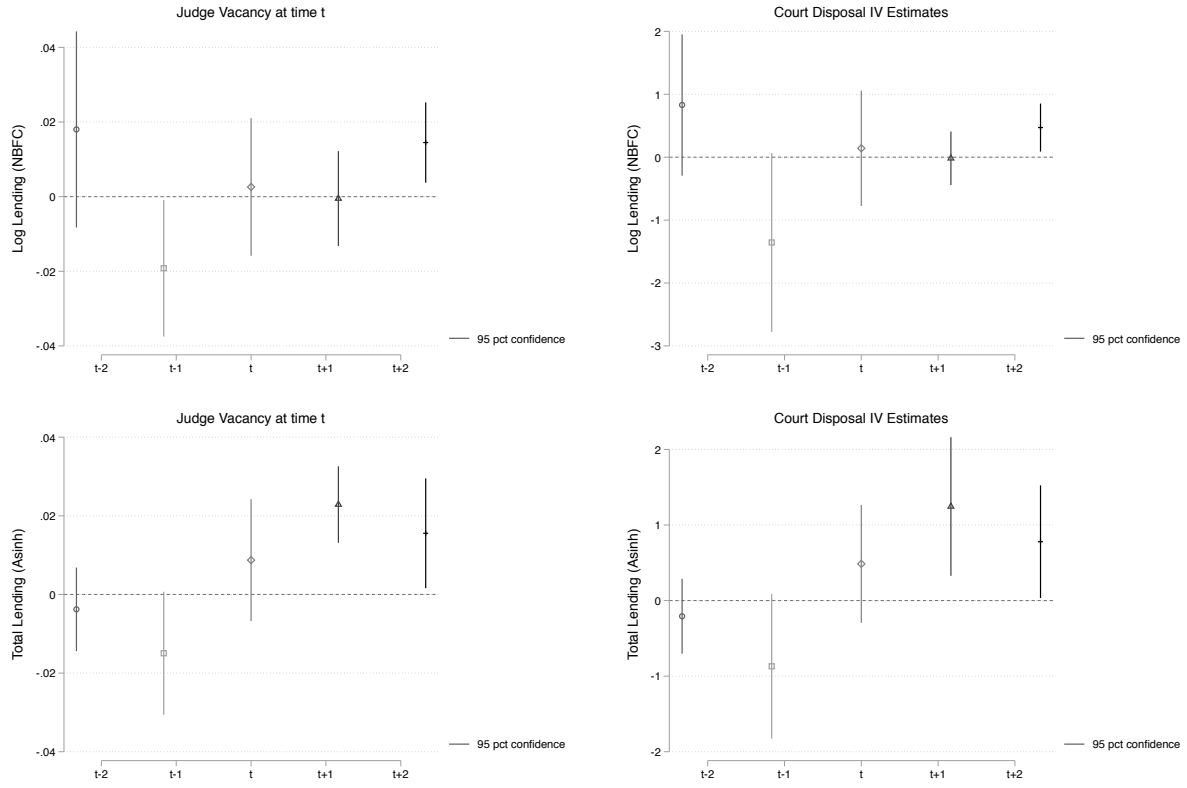 Judge Vacancy at time t
Log Lending (NBFC)
.04
.02
0
-.02
-.04
t-2 t-1 t t+1 t+2
95 pct confidence
Court Disposal IV Estimates
Log Lending (NBFC)
2
1
0
-1
-2
-3
t-2 t-1 t t+1 t+2
95 pct confidence
Judge Vacancy at time t
Total Lending (Asinh)
.04
.02
0
-.02
-.04
t-2 t-1 t t+1 t+2
95 pct confidence
Court Disposal IV Estimates
Total Lending (Asinh)
2
1
0
-1
-2
t-2 t-1 t t+1 t+2
95 pct confidence